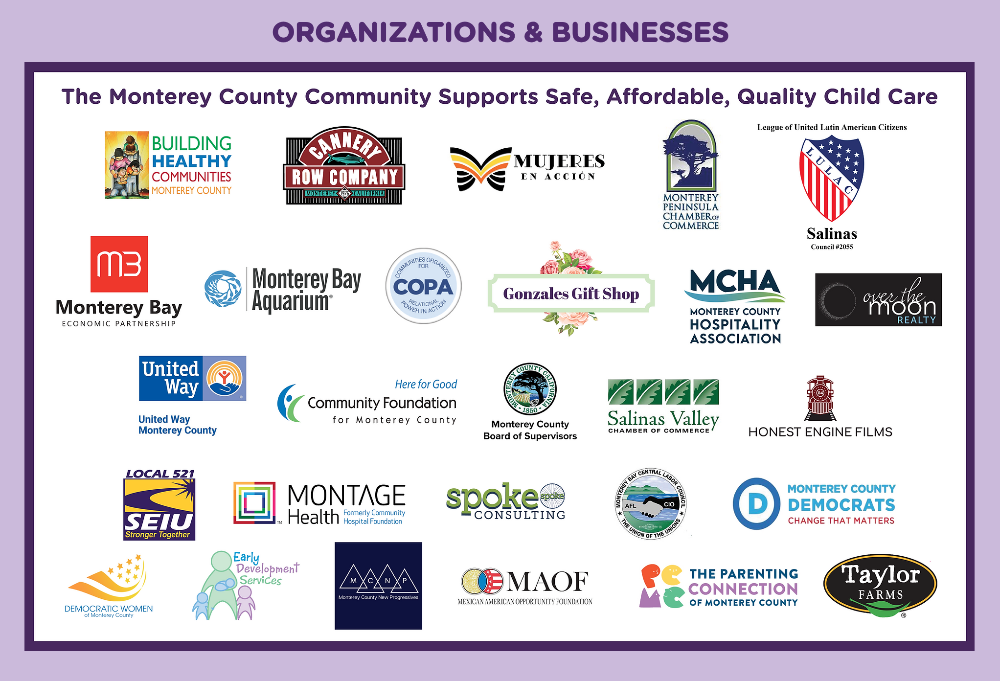 ORGANIZATIONS & BUSINESSES
The Monterey County Community Supports Safe, Affordable, Quality Child Care
BUILDING
HEALTHY
COMMUNITIES
MONTEREY COUNTY
CANNERY
ROW COMPANY
MONTEREY 1976 CALIFORNIA
MUJERES
EN ACCIÓN
MONTEREY
PENINSULA
CHAMBER OF
COMMERCE
League of United Latin American Citizens
LULAC
Salinas
Council #2055
MB
Monterey Bay
ECONOMIC PARTNERSHIP
Monterey Bay
Aquarium®
COMMUNITIES ORGANIZED
FOR
COPA
RELATIONAL
POWER IN ACTION
Gonzales Gift Shop
MCHA
MONTEREY COUNTY
HOSPITALITY
ASSOCIATION
over the
moon
REALTY
United
Way
®
United Way
Monterey County
Here for Good
Community Foundation
for Monterey County
MONTEREY COUNTY CALIFORNIA
1850
Monterey County
Board of Supervisors
Salinas Valley
CHAMBER OF COMMERCE
04
HONEST ENGINE FILMS
LOCAL 521
SEIU
Stronger Together
MONTAGE
Health Formerly Community
Hospital Foundation
TM
spoke
spoke
CONSULTING
MONTEREY BAY CENTRAL LABOR COUNCIL
AFL CIO
THE UNION OF THE UNIONS
D
MONTEREY COUNTY
DEMOCRATS
CHANGE THAT MATTERS
DEMOCRATIC WOMEN
of Monterey County
Early
Development
Services
M C N P
Monterey County New Progressives
MAOF
MEXICAN AMERICAN OPPORTUNITY FOUNDATION
PC
MC
THE PARENTING
CONNECTION
OF MONTEREY COUNTY
Taylor
FARMS
®